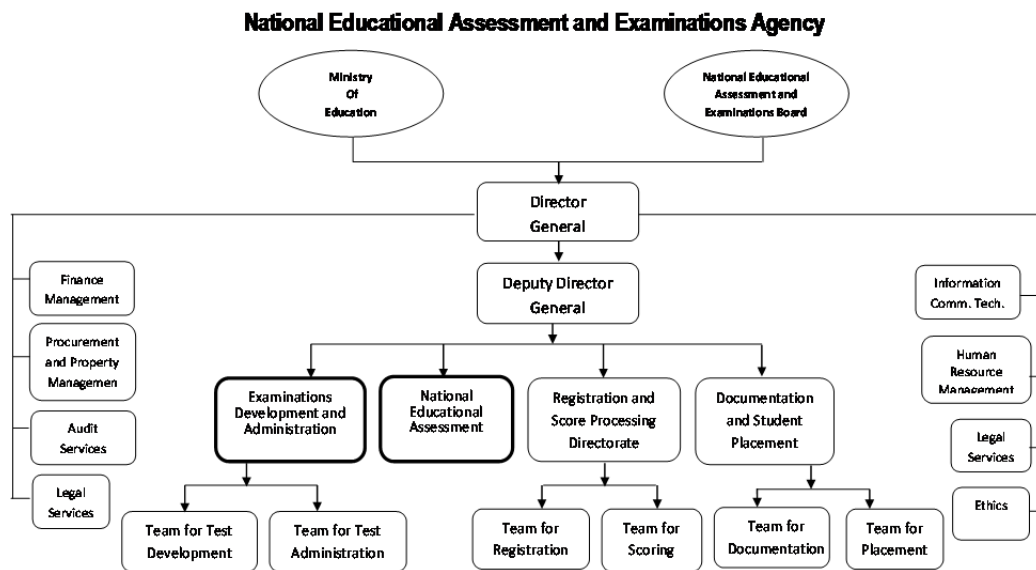 National Educational Assessment and Examinations Agency
Ministry
Of
Education
National Educational
Assessment and
Examinations Board
Director
General
Deputy Director
General
Finance
Management
Procurement
and Property
Managemen
Audit
Services
Legal
Services
Information
Comm. Tech.
Human
Resource
Management
Legal
Services
Ethics
Examinations
Development and
Administration
National
Educational
Assessment
Registration and
Score Processing
Directorate
Documentation
and Student
Placement
Team for Test
Development
Team for Test
Administration
Team for
Registration
Team for
Scoring
Team for
Documentation
Team for
Placement